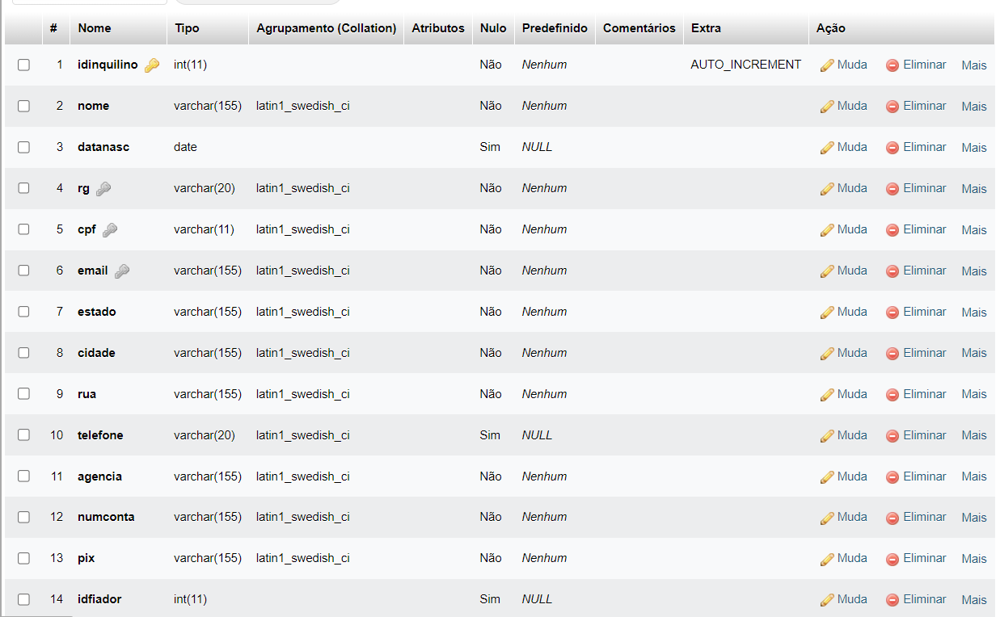 # Nome Tipo Agrupamento (Collation) Atributos Nulo Predefinido Comentários Extra Ação
1 idinquilino int(11) Não Nenhum AUTO_INCREMENT Muda Eliminar Mais
2 nome varchar(155) latin1_swedish_ci Não Nenhum Muda Eliminar Mais
3 datanasc date Sim NULL Muda Eliminar Mais
4 rg varchar(20) latin1_swedish_ci Não Nenhum Muda Eliminar Mais
5 cpf varchar(11) latin1_swedish_ci Não Nenhum Muda Eliminar Mais
6 email varchar(155) latin1_swedish_ci Não Nenhum Muda Eliminar Mais
7 estado varchar(155) latin1_swedish_ci Não Nenhum Muda Eliminar Mais
8 cidade varchar(155) latin1_swedish_ci Não Nenhum Muda Eliminar Mais
9 rua varchar(155) latin1_swedish_ci Não Nenhum Muda Eliminar Mais
10 telefone varchar(20) latin1_swedish_ci Sim NULL Muda Eliminar Mais
11 agencia varchar(155) latin1_swedish_ci Não Nenhum Muda Eliminar Mais
12 numconta varchar(155) latin1_swedish_ci Não Nenhum Muda Eliminar Mais
13 pix varchar(155) latin1_swedish_ci Não Nenhum Muda Eliminar Mais
14 idfiador int(11) Sim NULL Muda Eliminar Mais